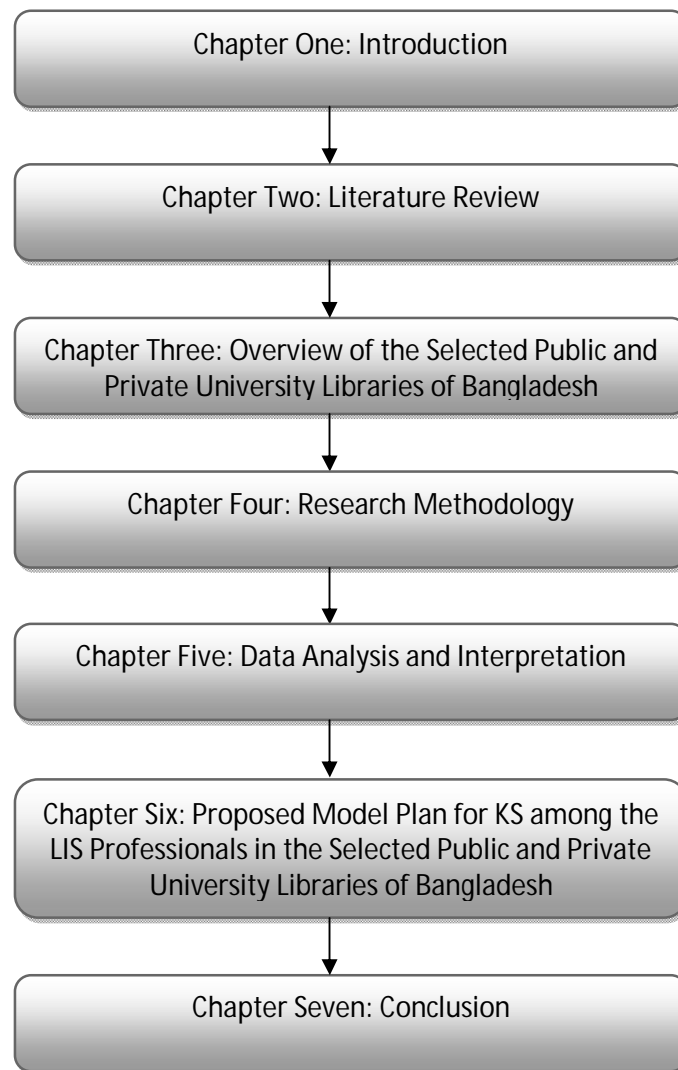 Chapter One: Introduction
Chapter Two: Literature Review
Chapter Three: Overview of the Selected Public and
Private University Libraries of Bangladesh
Chapter Four: Research Methodology
Chapter Five: Data Analysis and Interpretation
Chapter Six: Proposed Model Plan for KS among the
LIS Professionals in the Selected Public and Private
University Libraries of Bangladesh
Chapter Seven: Conclusion